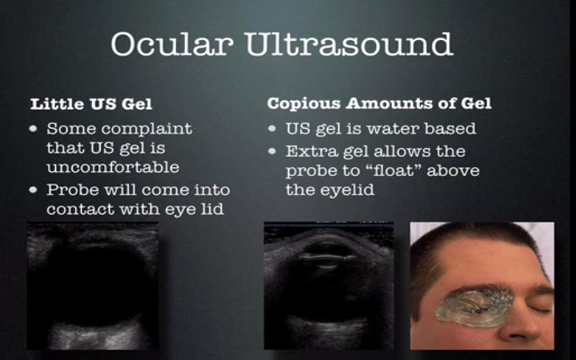 Ocular Ultrasound
Little US Gel
• Some complaint
that US gel is
uncomfortable
• Probe will come into
contact with eye lid
Copious Amounts of Gel
• US gel is water based
• Extra gel allows the
probe to “float” above
the eyelid